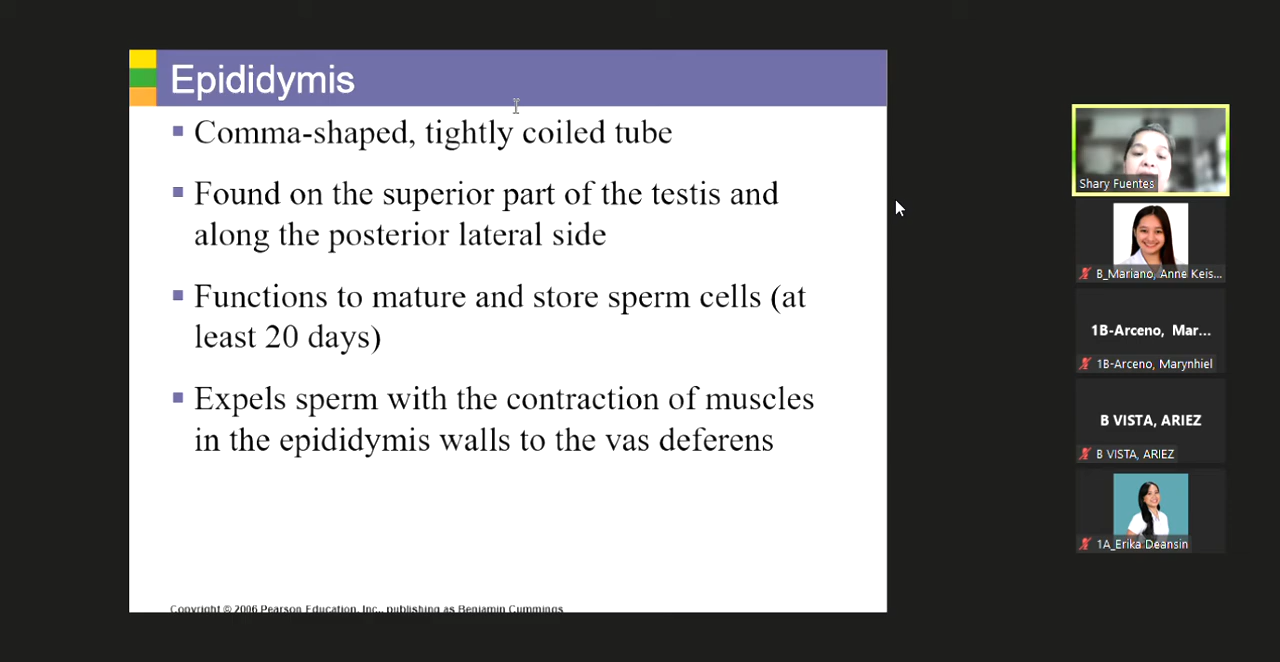 Epididymis
Comma-shaped, tightly coiled tube
Found on the superior part of the testis and
along the posterior lateral side
Functions to mature and store sperm cells (at
least 20 days)
Expels sperm with the contraction of muscles
in the epididymis walls to the vas deferens
Copyright © 2006 Pearson Education, Inc., publishing as Benjamin Cummings
Shary Fuentes
B_Mariano, Anne Keis...
1B-Arceno, Mar...
1B-Arceno, Marynhiel
B VISTA, ARIEZ
B VISTA, ARIEZ
1A_Erika Deansin